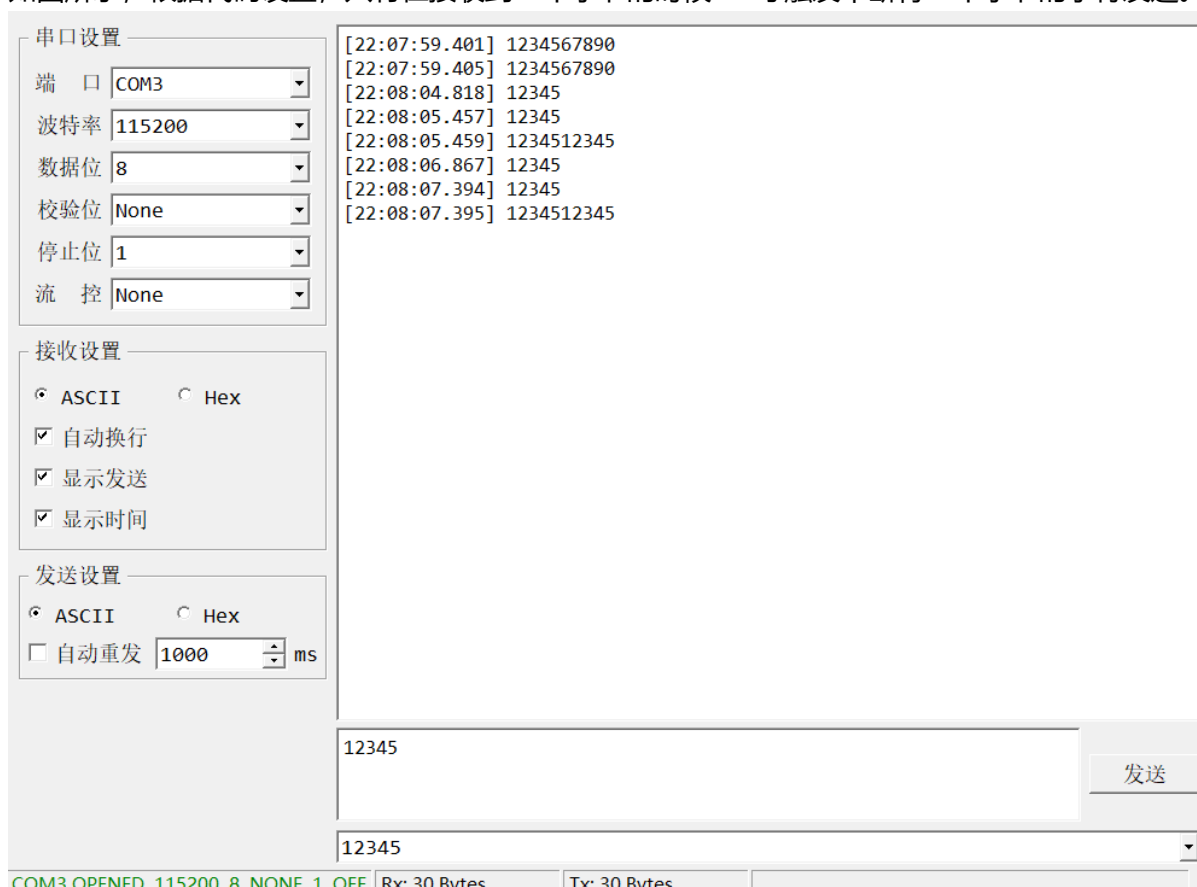 串口设置
端 口 COM3
波特率 115200
数据位 8
校验位 None
停止位 1
流 控 None
接收设置
ASCII Hex
自动换行
显示发送
显示时间
发送设置
ASCII Hex
自动重发 1000 ms
[22:07:59.401] 1234567890
[22:07:59.405] 1234567890
[22:08:04.818] 12345
[22:08:05.457] 12345
[22:08:05.459] 1234512345
[22:08:06.867] 12345
[22:08:07.394] 12345
[22:08:07.395] 1234512345
12345
发送
12345
COM3 OPENED, 115200, 8, NONE, 1, OFF Rx: 30 Bytes Tx: 30 Bytes